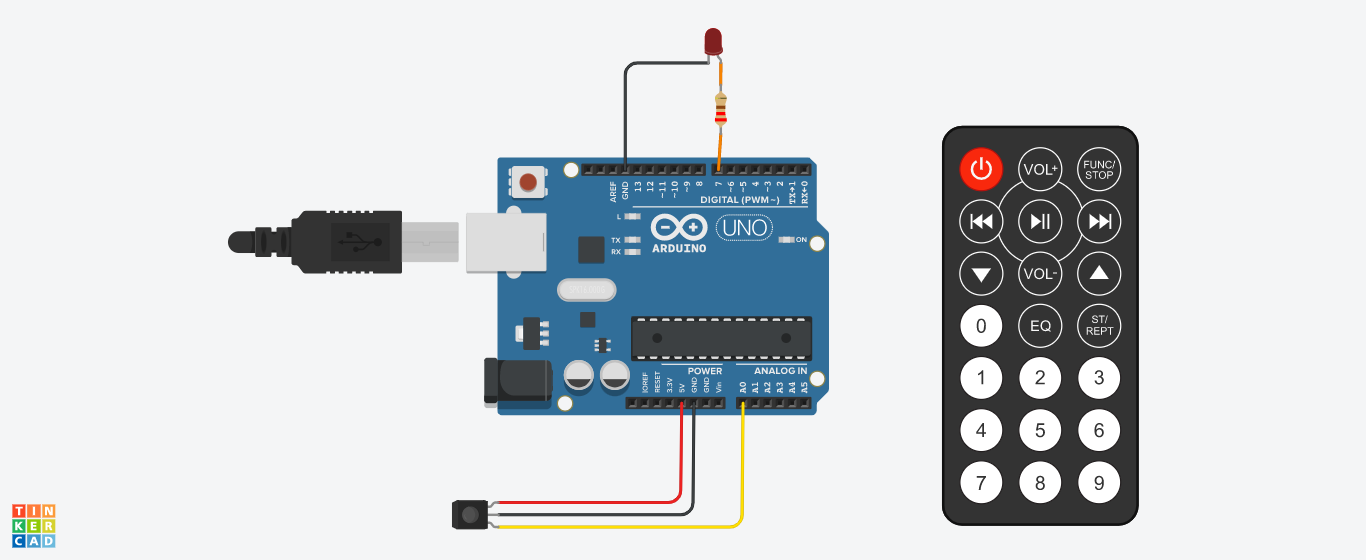 AREF
GND
13
12
~11
~10
~9
8
7
~6
~5
4
~3
2
TX→1
RX←0
DIGITAL (PWM~)
L
TX
RX
ARDUINO
UNO
ON
POWER
ANALOG IN
IOREF
RESET
3.3V
5V
GND
GND
Vin
A0
A1
A2
A3
A4
A5
VOL+
FUNC/
STOP
VOL-
0
EQ
ST/
REPT
1 2 3
4 5 6
7 8 9
TIN
KER
CAD